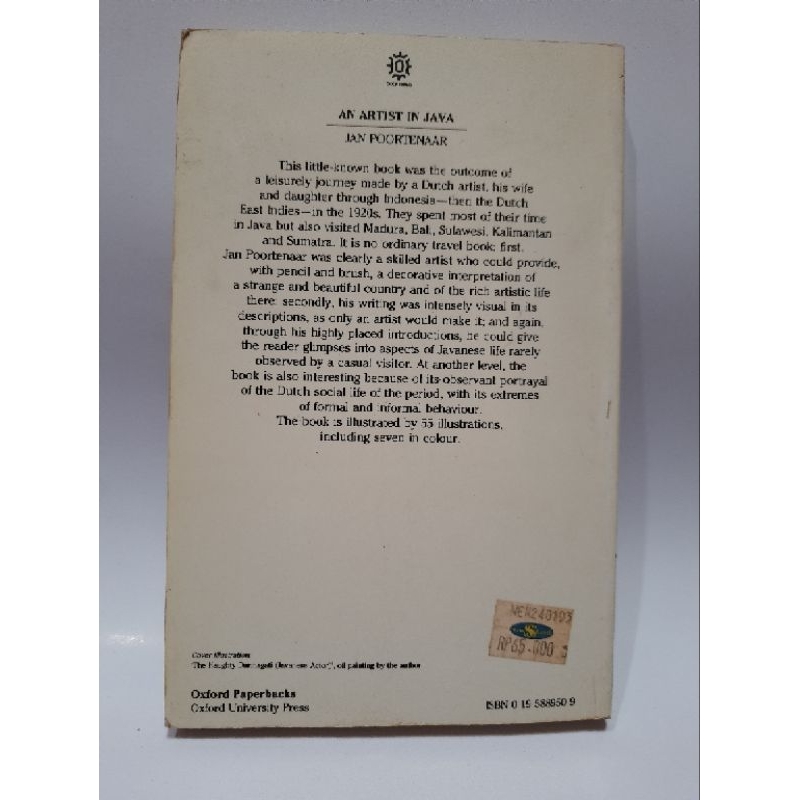 AN ARTIST IN JAVA
JAN POORTENAAR
This little-known book was the outcome of
a leisurely journey made by a Dutch artist, his wife
and daughter through Indonesia—then the Dutch
East Indies—in the 1920s. They spent most of their time
in Java but also visited Madura, Bali, Sulawesi, Kalimantan
and Sumatra. It is no ordinary travel book; first,
Jan Poortenaar was clearly a skilled artist who could provide,
with pencil and brush, a decorative interpretation of
a strange and beautiful country and of the rich artistic life
there; secondly, his writing was intensely visual in its
descriptions, as only an artist would make it; and again,
through his highly placed introductions, he could give
the reader glimpses into aspects of Javanese life rarely
observed by a casual visitor. At another level, the
book is also interesting because of its observant portrayal
of the Dutch social life of the period, with its extremes
of formal and informal behaviour.
The book is illustrated by 55 illustrations,
including seven in colour.
RP65.000
Cover illustration:
'The Haughty Darmagati (Javanese Actor)', oil painting by the author
Oxford Paperbacks
Oxford University Press
ISBN 0 19 588950 9